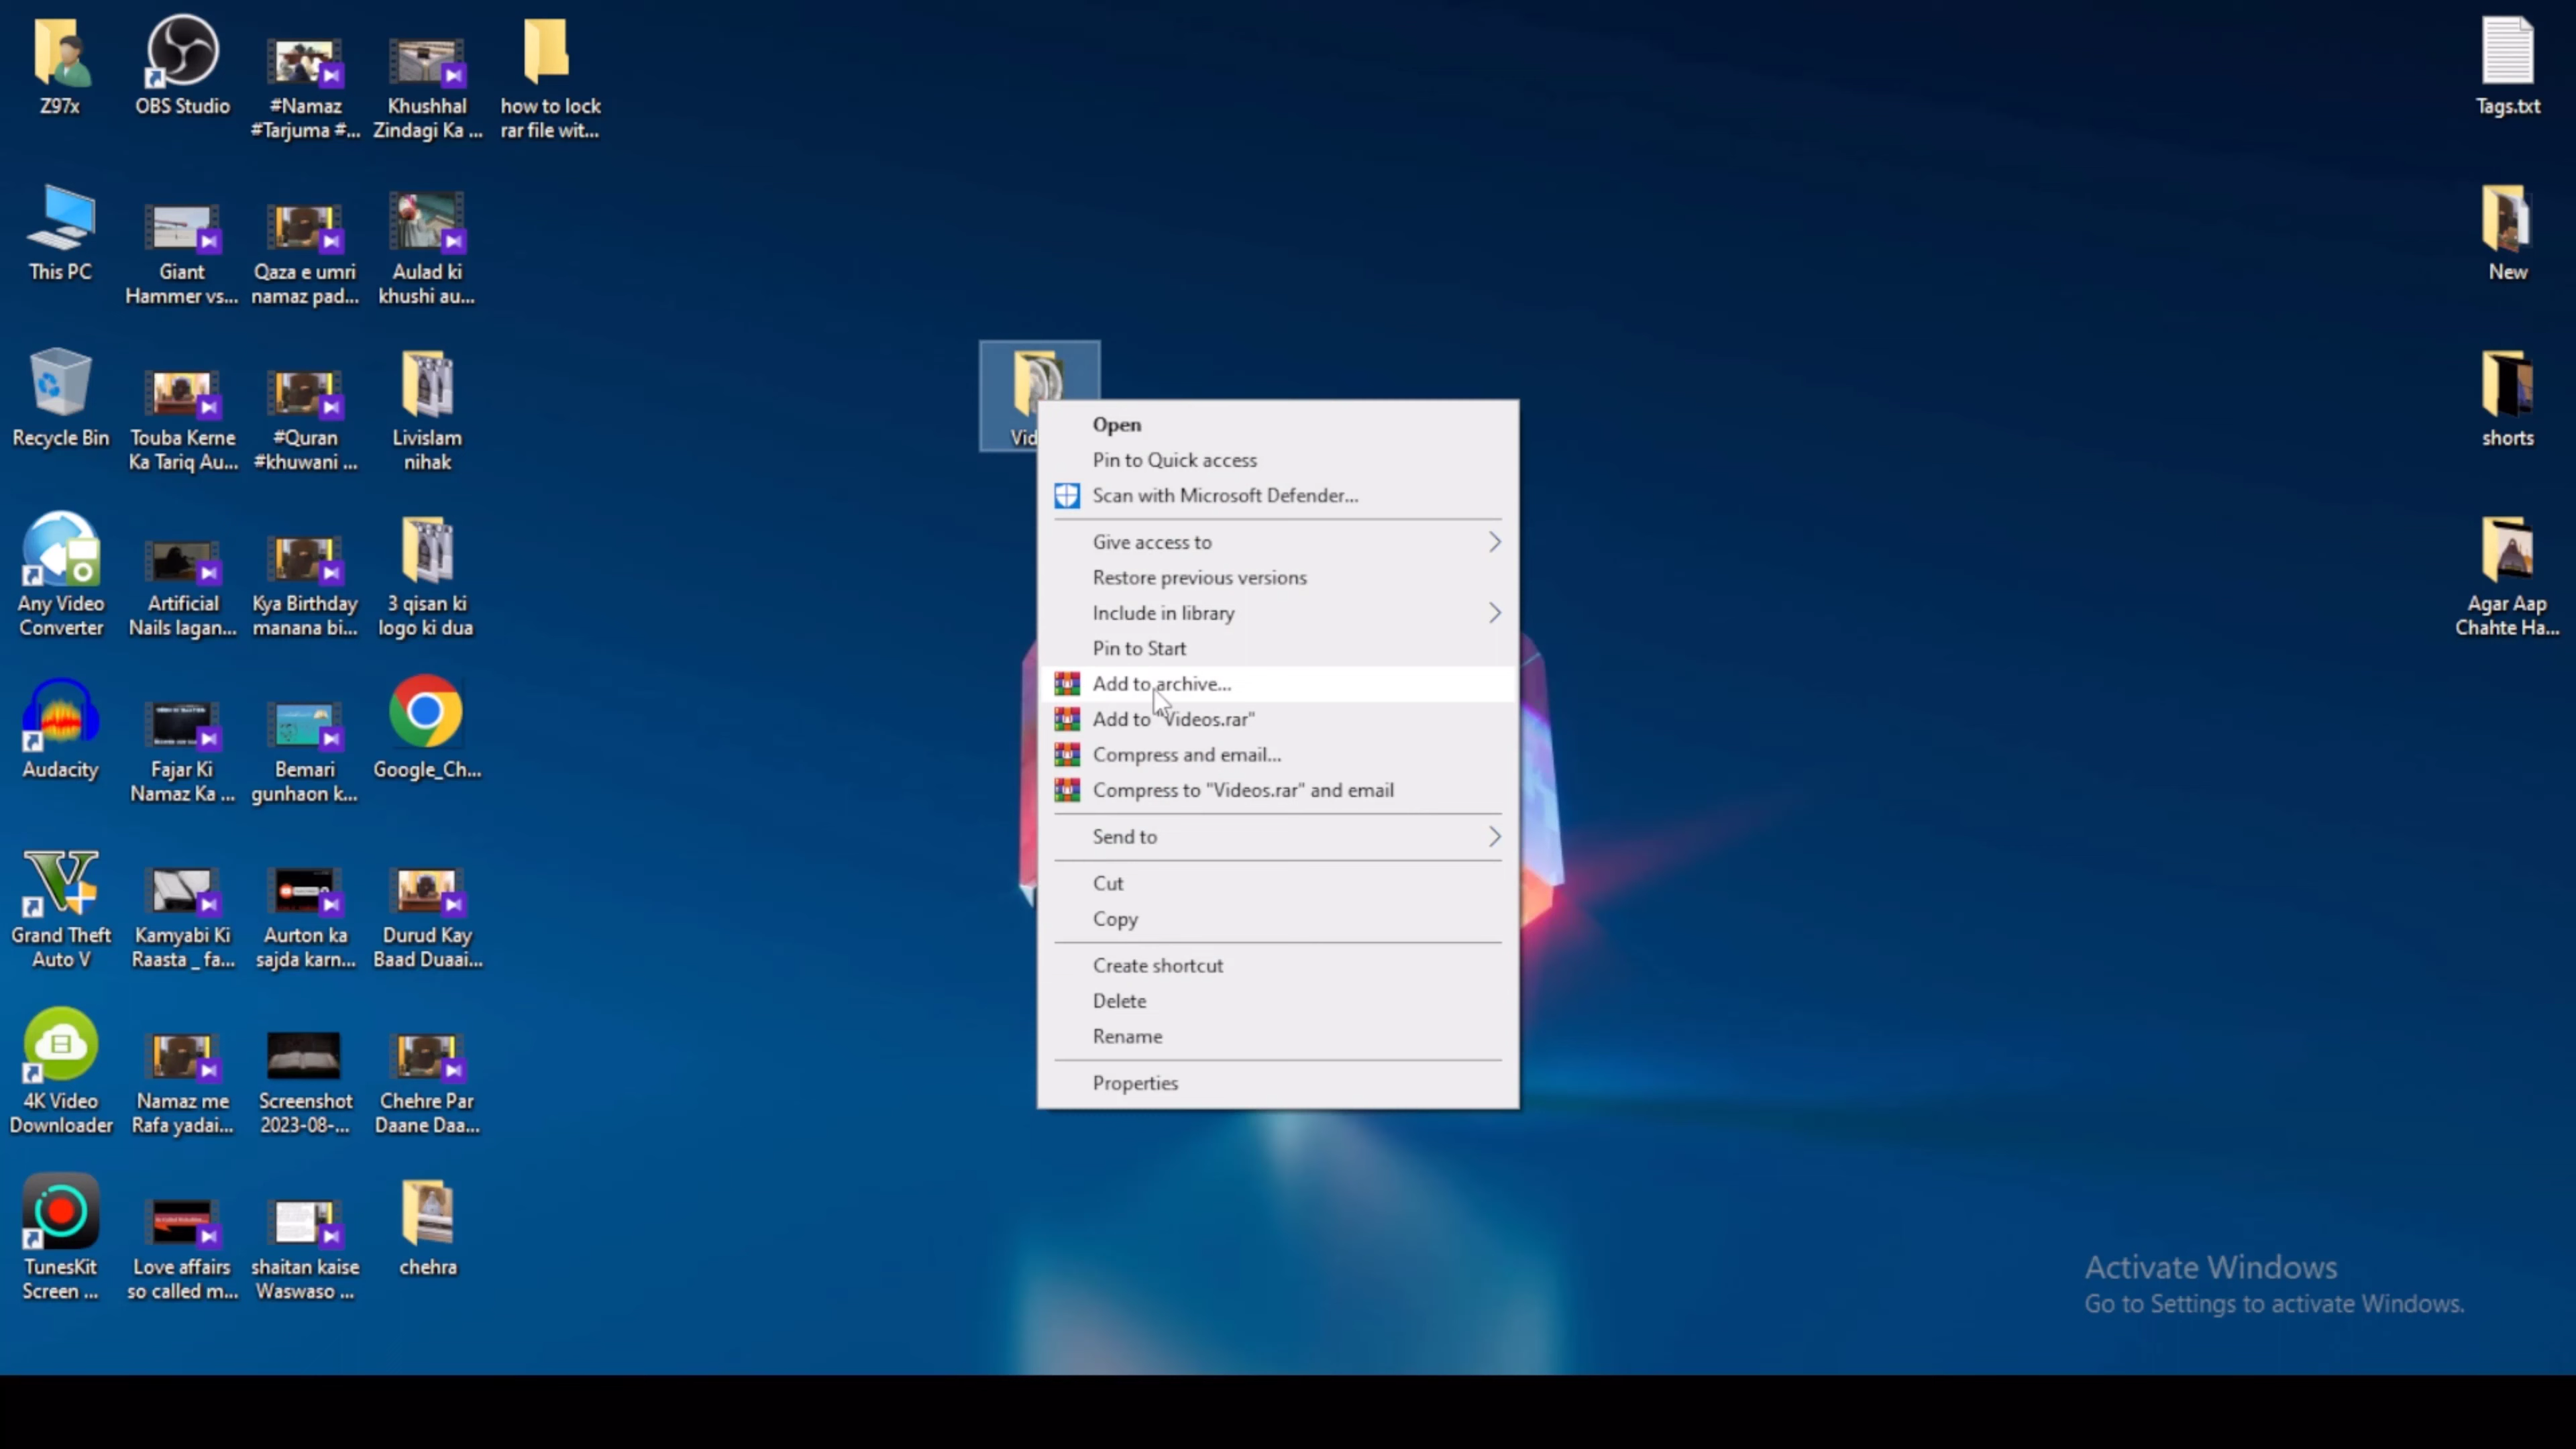 Z97x
OBS Studio
#Namaz
#Tarjuma #...
Khushhal
Zindagi Ka ...
how to lock
rar file wit...
Tags.txt
This PC
Giant
Hammer vs...
Qaza e umri
namaz pad...
Aulad ki
khushi au...
New
Recycle Bin
Touba Kerne
Ka Tariq Au...
#Quran
#khuwani ...
Livislam
nihak
Vid
shorts
Any Video
Converter
Artificial
Nails lagan...
Kya Birthday
manana bi...
3 qisan ki
logo ki dua
Agar Aap
Chahte Ha...
Audacity
Fajar Ki
Namaz Ka ...
Bemari
gunhaon k...
Google_Ch...
Grand Theft
Auto V
Kamyabi Ki
Raasta _ fa...
Aurton ka
sajda karn...
Durud Kay
Baad Duaai...
4K Video
Downloader
Namaz me
Rafa yadai...
Screenshot
2023-08-...
Chehre Par
Daane Daa...
TunesKit
Screen ...
Love affairs
so called m...
shaitan kaise
Waswaso ...
chehra
Open
Pin to Quick access
Scan with Microsoft Defender...
Give access to
Restore previous versions
Include in library
Pin to Start
Add to archive...
Add to "Videos.rar"
Compress and email...
Compress to "Videos.rar" and email
Send to
Cut
Copy
Create shortcut
Delete
Rename
Properties
Activate Windows
Go to Settings to activate Windows.